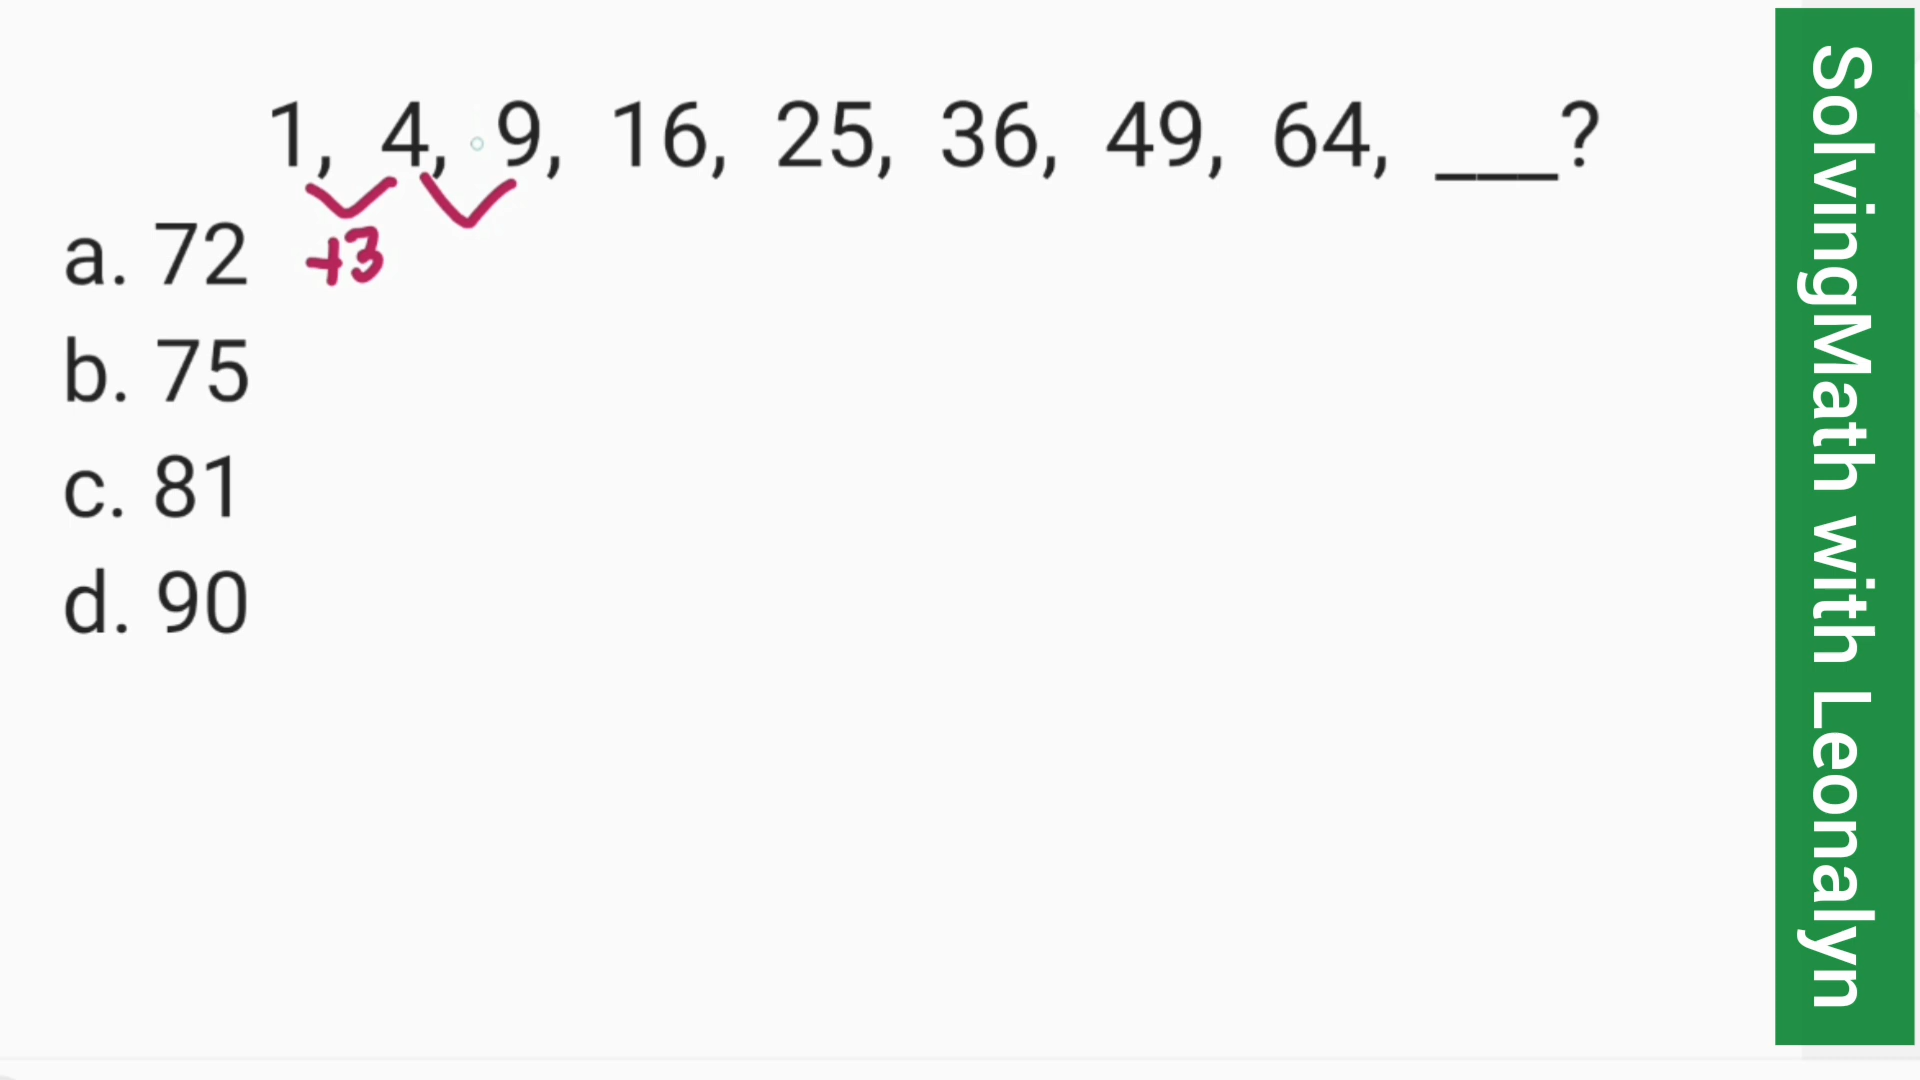 1, 4, 9, 16, 25, 36, 49, 64, ___?
+3
a. 72
b. 75
c. 81
d. 90
SolvingMath with Leonalyn